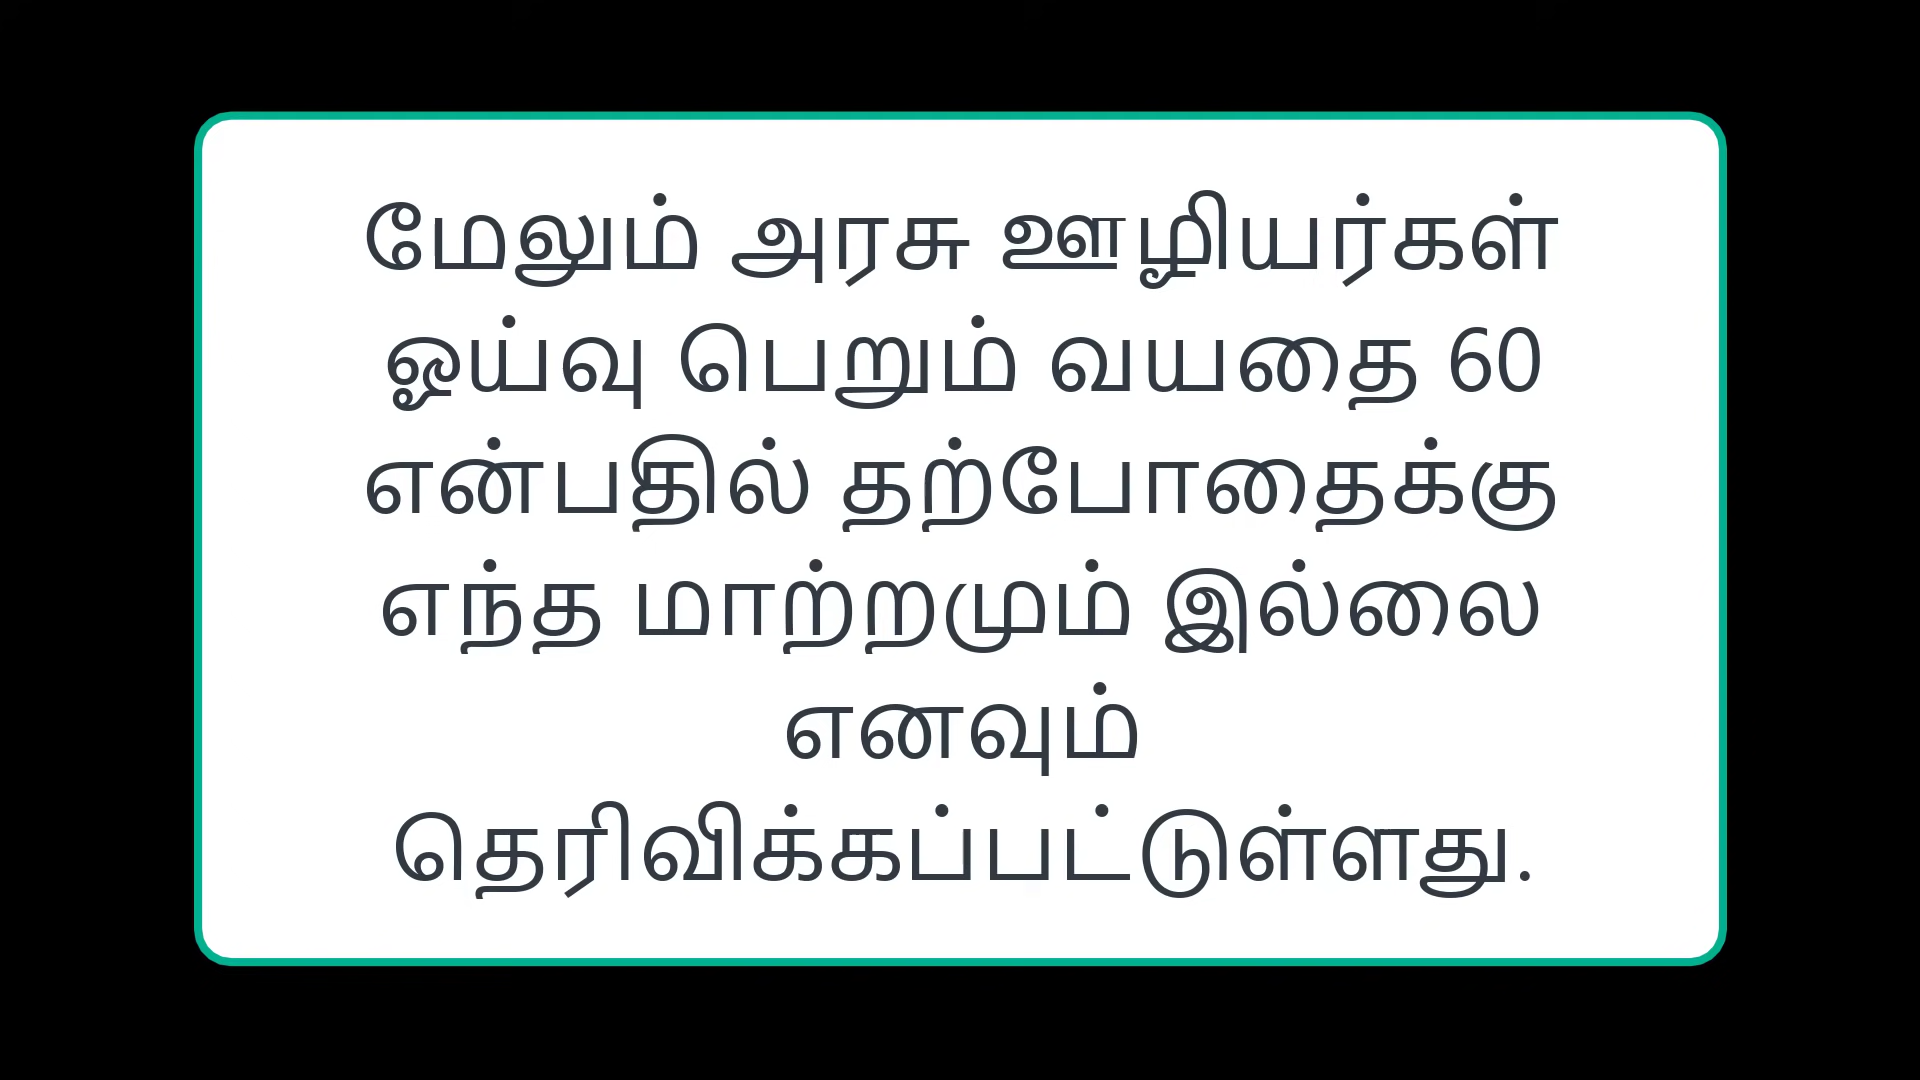 மேலும் அரசு ஊழியர்கள்
ஓய்வு பெறும் வயதை 60
என்பதில் தற்போதைக்கு
எந்த மாற்றமும் இல்லை
எனவும்
தெரிவிக்கப்பட்டுள்ளது.